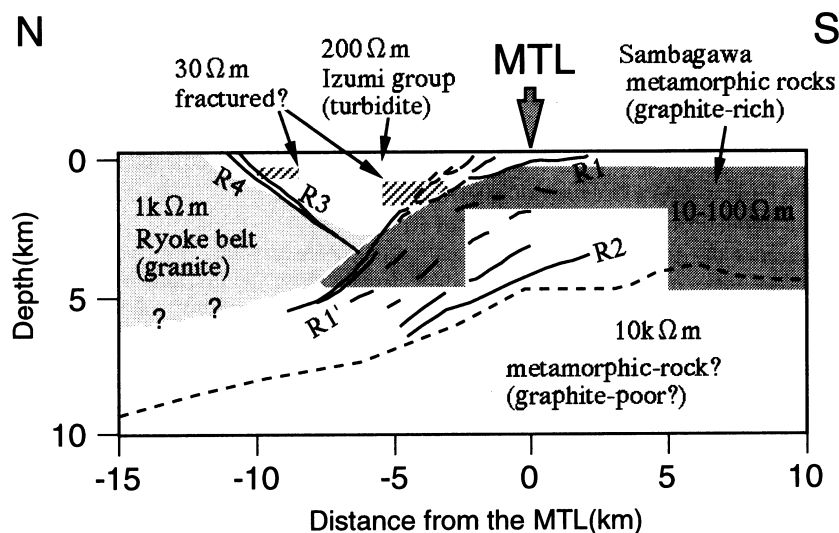 N
S
30 Ωm
fractured?
200 Ωm
Izumi group
(turbidite)
MTL
Sambagawa
metamorphic rocks
(graphite-rich)
0
5
10
Depth(km)
R4
R3
R1
1k Ωm
Ryoke belt
(granite)
? ?
10-100 Ωm
R2
R1'
10k Ωm
metamorphic-rock?
(graphite-poor?)
-15 -10 -5 0 5 10
Distance from the MTL(km)